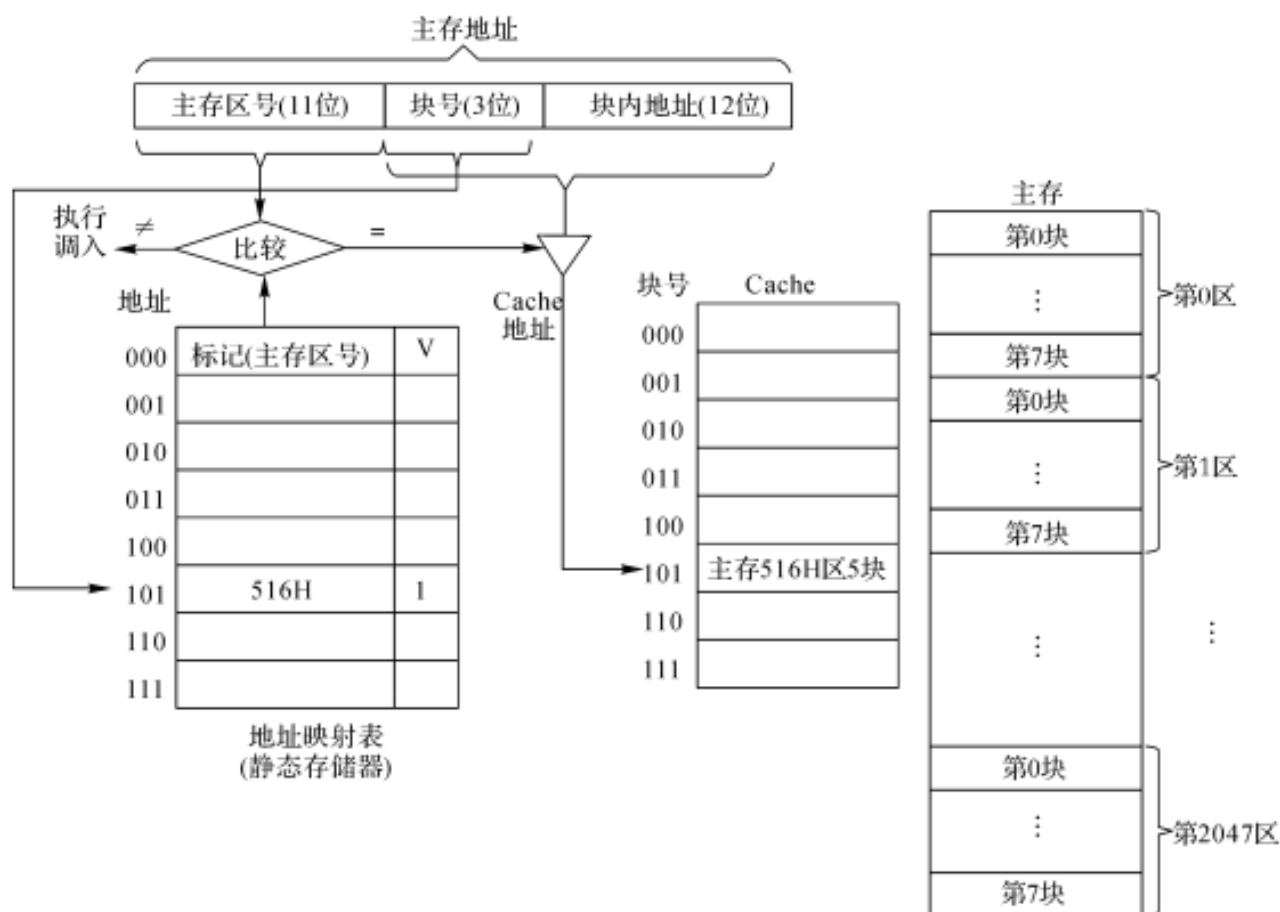 主存地址
主存区号(11位) 块号(3位) 块内地址(12位)
执行
调入
≠
比较
=
Cache
地址
地址
000 标记(主存区号) V
001
010
011
100
101 516H 1
110
111
地址映射表
(静态存储器)
块号 Cache
000
001
010
011
100
101 主存516H区5块
110
111
主存
第0块
⋮
第7块
第0区
第0块
⋮
第7块
第1区
⋮
⋮
第0块
⋮
第7块
第2047区